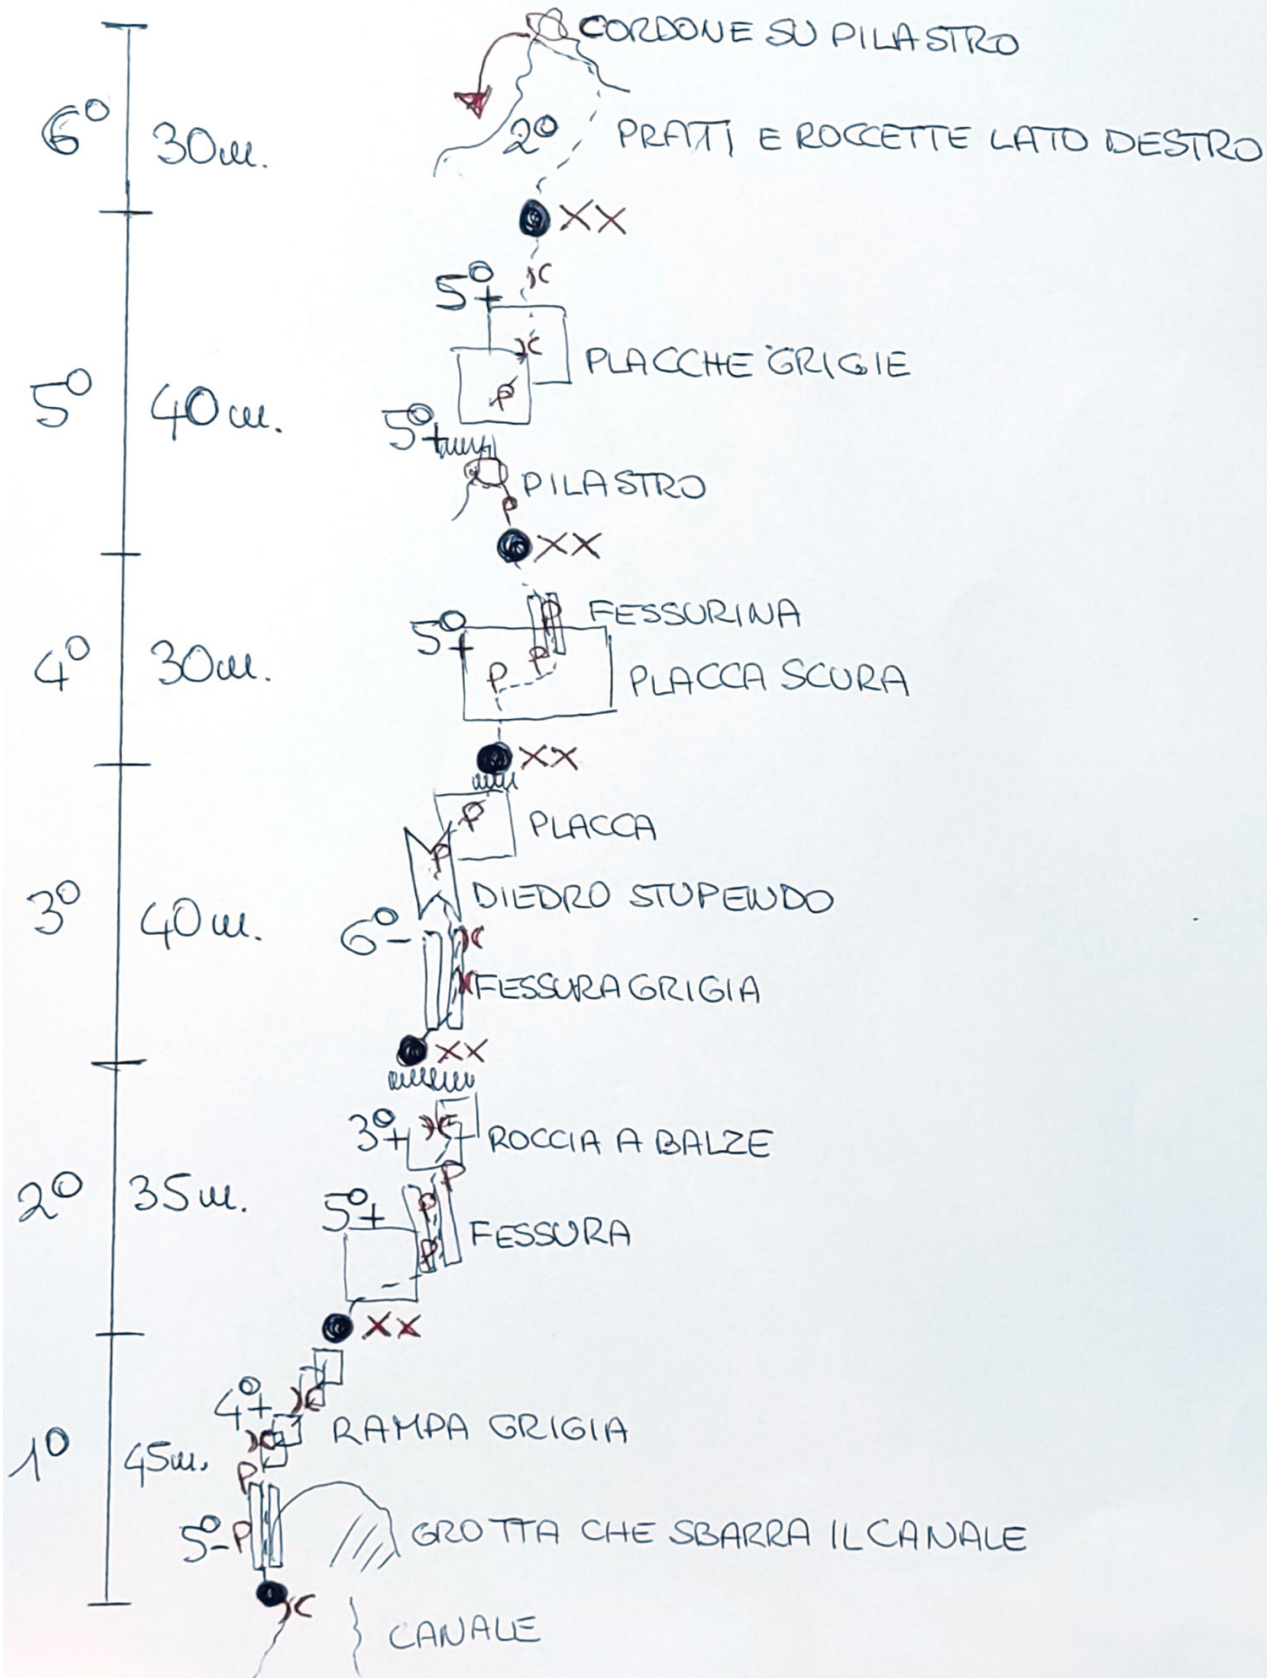 CORDONE SU PILASTRO
6° 30m. 2° PRATI E ROCCETTE LATO DESTRO
XX
5°+
PLACCHE GRIGIE
5° 40m.
P
5°+
PILASTRO
P
XX
P FESSURINA
5°+
4° 30m. P P PLACCA SCURA
XX
P PLACCA
P
3° 40m. DIEDRO STUPENDO
6°-
FESSURA GRIGIA
XX
3°+ ROCCIA A BALZE
P
2° 35m. P
5°+ FESSURA
P
XX
4°+
RAMPA GRIGIA
1° 45m. P
5°- P GROTTA CHE SBARRA IL CANALE
CANALE